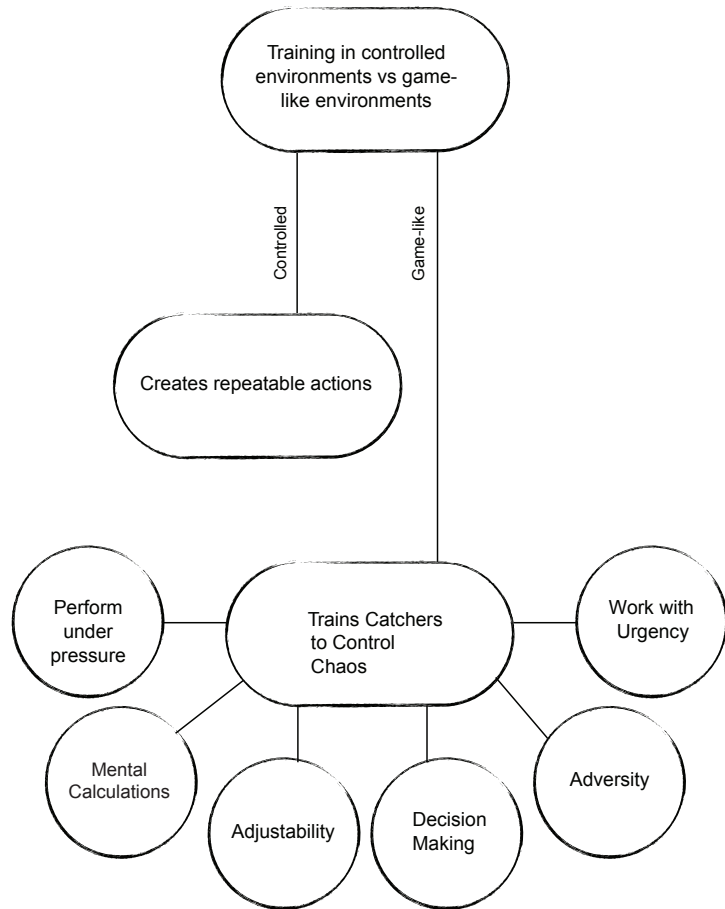 Training in controlled
environments vs game-
like environments
Controlled
Game-like
Creates repeatable actions
Perform
under
pressure
Trains Catchers
to Control
Chaos
Work with
Urgency
Mental
Calculations
Adjustability
Decision
Making
Adversity